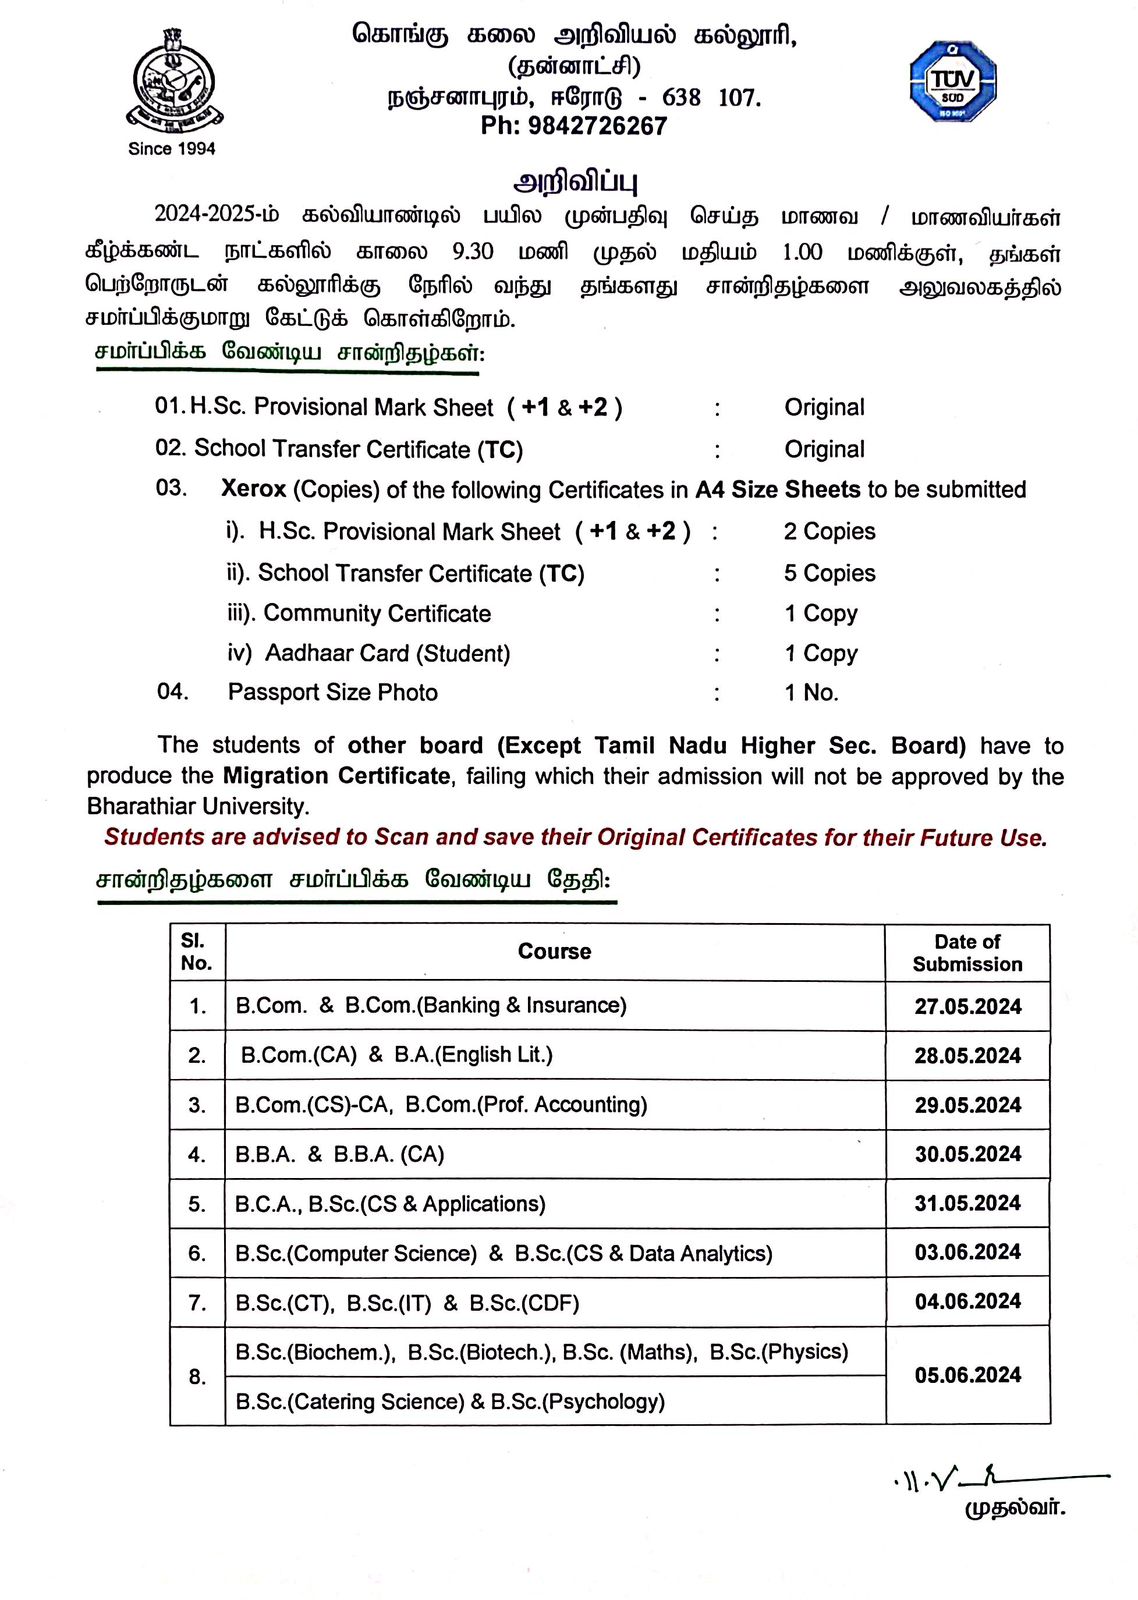 கொங்கு கலை அறிவியல் கல்லூரி,
(தன்னாட்சி)
நஞ்சனாபுரம், ஈரோடு - 638 107.
Ph: 9842726267
Since 1994
TÜV
SÜD
ISO 9001
அறிவிப்பு
2024-2025-ம் கல்வியாண்டில் பயில முன்பதிவு செய்த மாணவ / மாணவியர்கள்
கீழ்க்கண்ட நாட்களில் காலை 9.30 மணி முதல் மதியம் 1.00 மணிக்குள், தங்கள்
பெற்றோருடன் கல்லூரிக்கு நேரில் வந்து தங்களது சான்றிதழ்களை அலுவலகத்தில்
சமர்ப்பிக்குமாறு கேட்டுக் கொள்கிறோம்.
சமர்ப்பிக்க வேண்டிய சான்றிதழ்கள்:
01. H.Sc. Provisional Mark Sheet ( +1 & +2 ) : Original
02. School Transfer Certificate (TC) : Original
03. Xerox (Copies) of the following Certificates in A4 Size Sheets to be submitted
i). H.Sc. Provisional Mark Sheet ( +1 & +2 ) : 2 Copies
ii). School Transfer Certificate (TC) : 5 Copies
iii). Community Certificate : 1 Copy
iv) Aadhaar Card (Student) : 1 Copy
04. Passport Size Photo : 1 No.
The students of other board (Except Tamil Nadu Higher Sec. Board) have to
produce the Migration Certificate, failing which their admission will not be approved by the
Bharathiar University.
Students are advised to Scan and save their Original Certificates for their Future Use.
சான்றிதழ்களை சமர்ப்பிக்க வேண்டிய தேதி:
Sl. No. Course Date of Submission
1. B.Com. & B.Com.(Banking & Insurance) 27.05.2024
2. B.Com.(CA) & B.A.(English Lit.) 28.05.2024
3. B.Com.(CS)-CA, B.Com.(Prof. Accounting) 29.05.2024
4. B.B.A. & B.B.A. (CA) 30.05.2024
5. B.C.A., B.Sc.(CS & Applications) 31.05.2024
6. B.Sc.(Computer Science) & B.Sc.(CS & Data Analytics) 03.06.2024
7. B.Sc.(CT), B.Sc.(IT) & B.Sc.(CDF) 04.06.2024
8. B.Sc.(Biochem.), B.Sc.(Biotech.), B.Sc. (Maths), B.Sc.(Physics) 05.06.2024
B.Sc.(Catering Science) & B.Sc.(Psychology)
முதல்வர்.